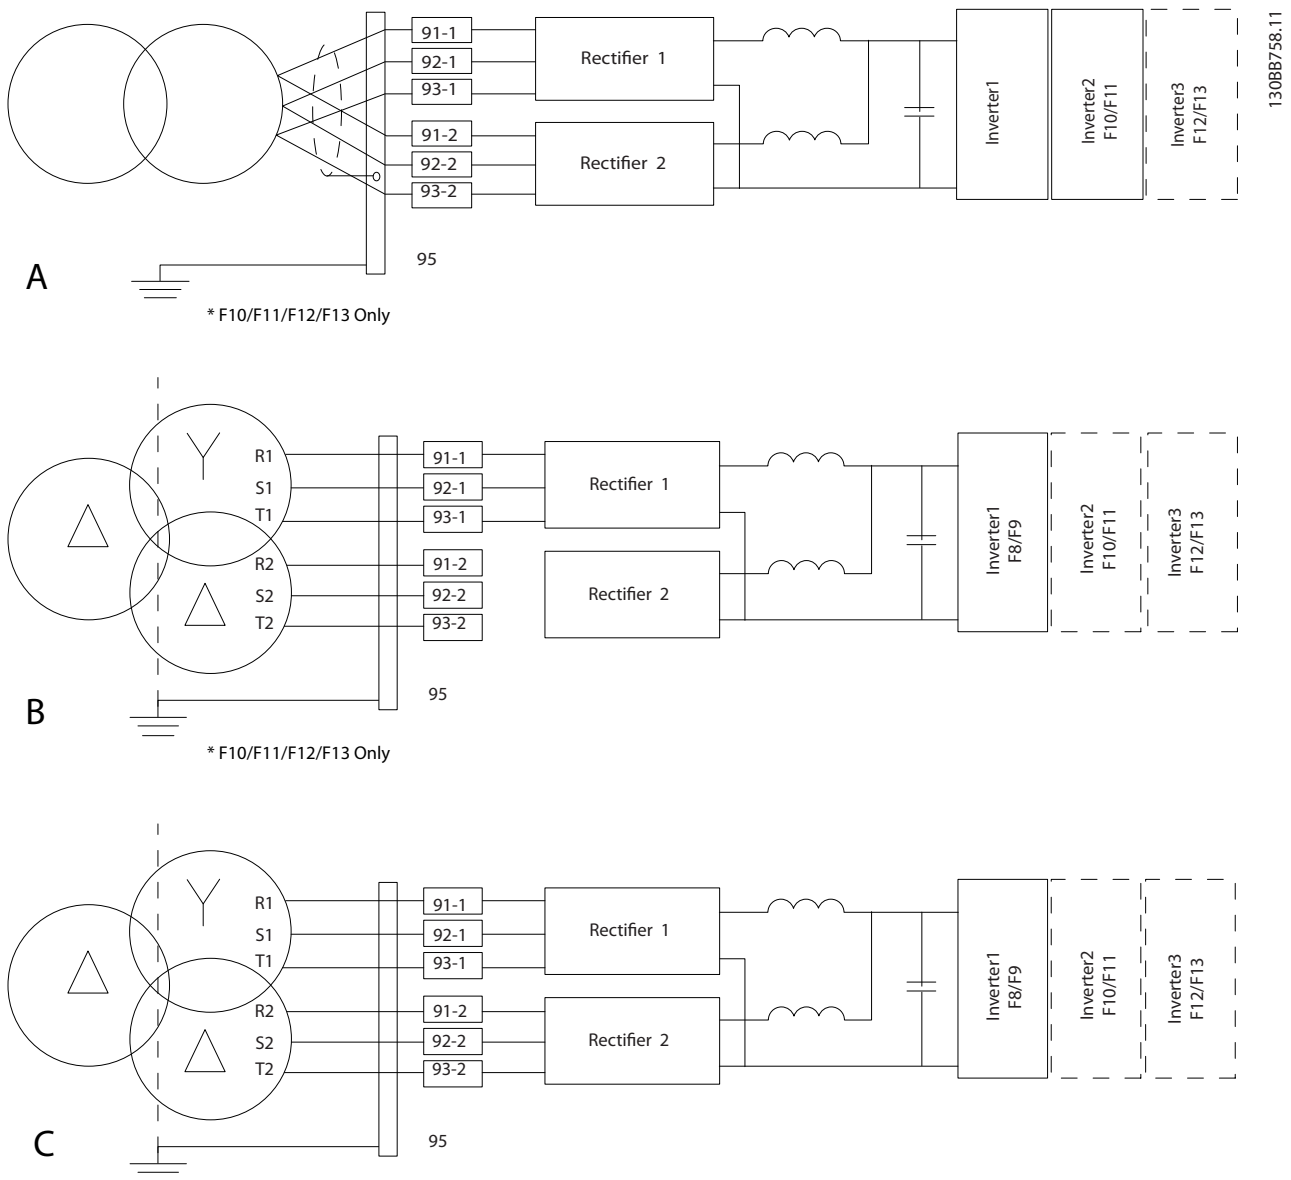 91-1
92-1
93-1
91-2
92-2
93-2
Rectifier 1
Rectifier 2
Inverter1
Inverter2
F10/F11
Inverter3
F12/F13
130BB758.11
95
A
* F10/F11/F12/F13 Only
R1
S1
T1
R2
S2
T2
91-1
92-1
93-1
91-2
92-2
93-2
Rectifier 1
Rectifier 2
Inverter1
F8/F9
Inverter2
F10/F11
Inverter3
F12/F13
95
B
* F10/F11/F12/F13 Only
R1
S1
T1
R2
S2
T2
91-1
92-1
93-1
91-2
92-2
93-2
Rectifier 1
Rectifier 2
Inverter1
F8/F9
Inverter2
F10/F11
Inverter3
F12/F13
95
C